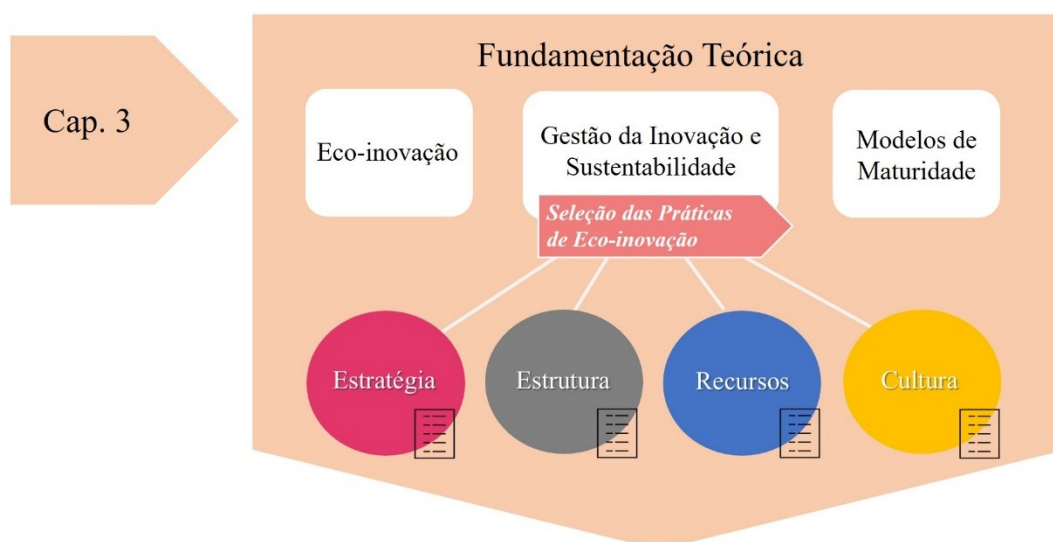 Fundamentação Teórica
Cap. 3
Eco-inovação
Gestão da Inovação e
Sustentabilidade
Modelos de
Maturidade
Seleção das Práticas
de Eco-inovação
Estratégia
Estrutura
Recursos
Cultura